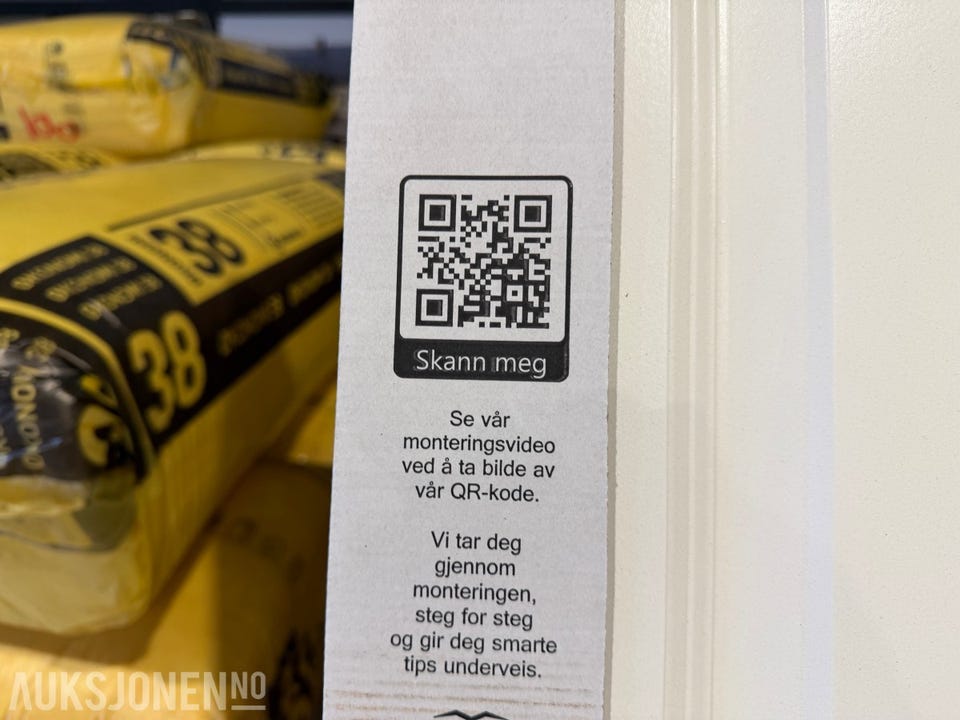 38
38
Skann meg
Se vår
monteringsvideo
ved å ta bilde av
vår QR-kode.
Vi tar deg
gjennom
monteringen,
steg for steg
og gir deg smarte
tips underveis.
AUKSJONEN NO